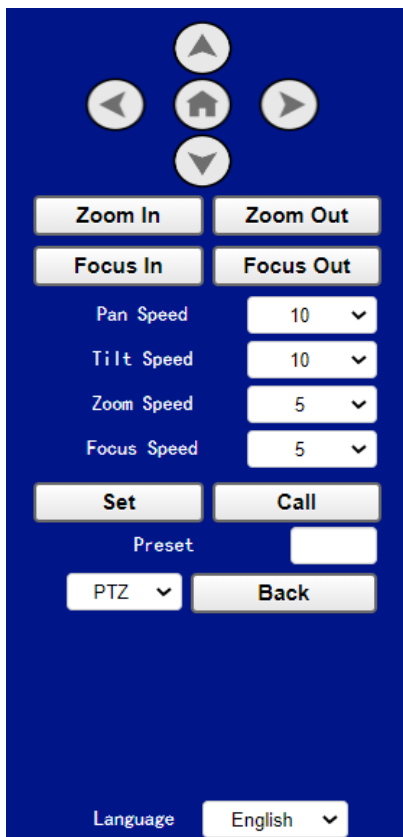 Zoom In Zoom Out
Focus In Focus Out
Pan Speed 10
Tilt Speed 10
Zoom Speed 5
Focus Speed 5
Set Call
Preset
PTZ Back
Language English